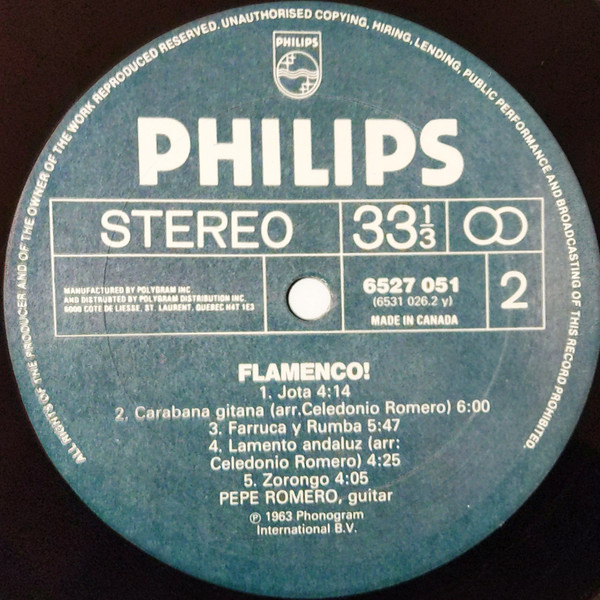 ALL RIGHTS OF THE PRODUCER AND OF THE OWNER OF THE WORK REPRODUCED RESERVED. UNAUTHORISED COPYING, HIRING, LENDING, PUBLIC PERFORMANCE AND BROADCASTING OF THIS RECORD PROHIBITED.
PHILIPS
PHILIPS
STEREO
33 1/3
MANUFACTURED BY POLYGRAM INC.
AND DISTRUBTED BY POLYGRAM DISTRIBUTION INC.
6000 COTE DE LIESSE, ST. LAURENT, QUEBEC H4T 1E3
6527 051
(6531 026.2 y)
MADE IN CANADA
2
FLAMENCO!
1. Jota 4:14
2. Carabana gitana (arr.Celedonio Romero) 6:00
3. Farruca y Rumba 5:47
4. Lamento andaluz (arr:
Celedonio Romero) 4:25
5. Zorongo 4:05
PEPE ROMERO, guitar
℗ 1963 Phonogram
International B.V.